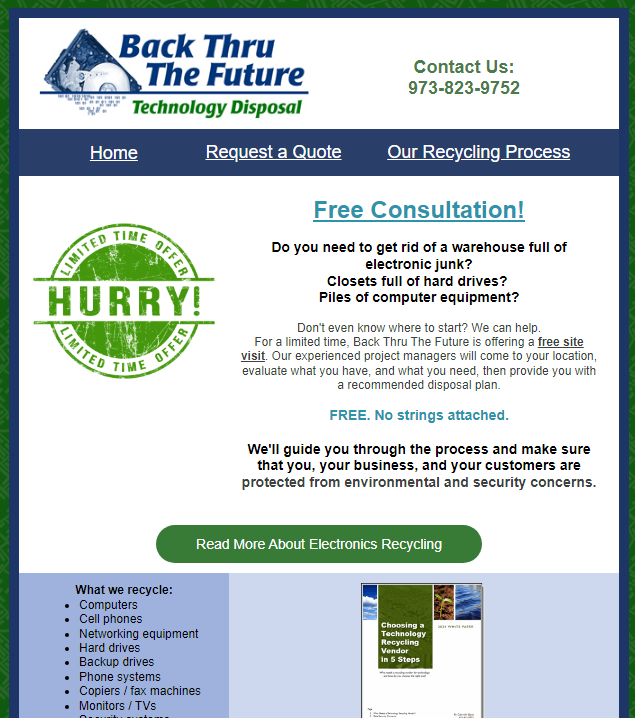 Back Thru
The Future
Technology Disposal
Contact Us:
973-823-9752
Home
Request a Quote
Our Recycling Process
LIMITED TIME OFFER
HURRY!
LIMITED TIME OFFER
Free Consultation!
Do you need to get rid of a warehouse full of
electronic junk?
Closets full of hard drives?
Piles of computer equipment?
Don't even know where to start? We can help.
For a limited time, Back Thru The Future is offering a free site
visit. Our experienced project managers will come to your location,
evaluate what you have, and what you need, then provide you with
a recommended disposal plan.
FREE. No strings attached.
We'll guide you through the process and make sure
that you, your business, and your customers are
protected from environmental and security concerns.
Read More About Electronics Recycling
What we recycle:
Computers
Cell phones
Networking equipment
Hard drives
Backup drives
Phone systems
Copiers / fax machines
Monitors / TVs
Security systems
WHITE PAPER
Choosing a
Technology
Recycling
Vendor
in 5 Steps